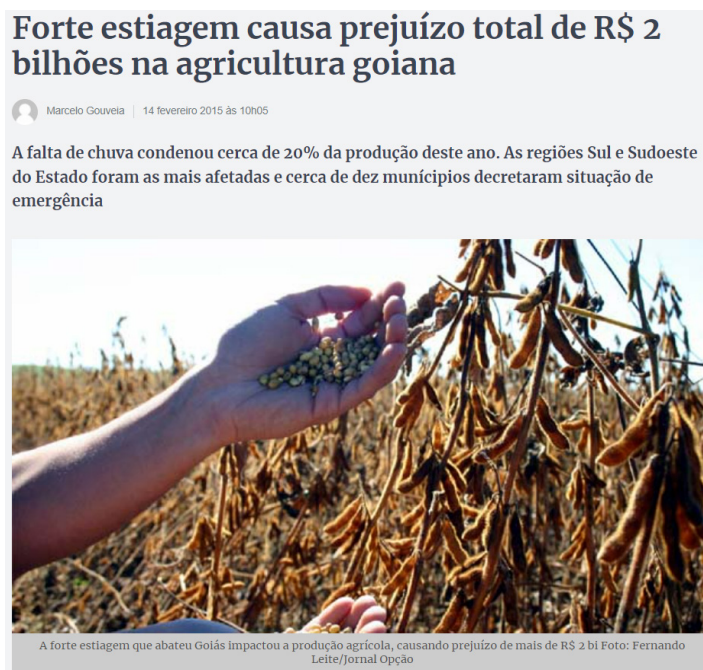 Forte estiagem causa prejuízo total de R$ 2
bilhões na agricultura goiana
Marcelo Gouveia | 14 fevereiro 2015 às 10h05
A falta de chuva condenou cerca de 20% da produção deste ano. As regiões Sul e Sudoeste
do Estado foram as mais afetadas e cerca de dez munícipios decretaram situação de
emergência
A forte estiagem que abateu Goiás impactou a produção agrícola, causando prejuízo de mais de R$ 2 bi Foto: Fernando
Leite/Jornal Opção